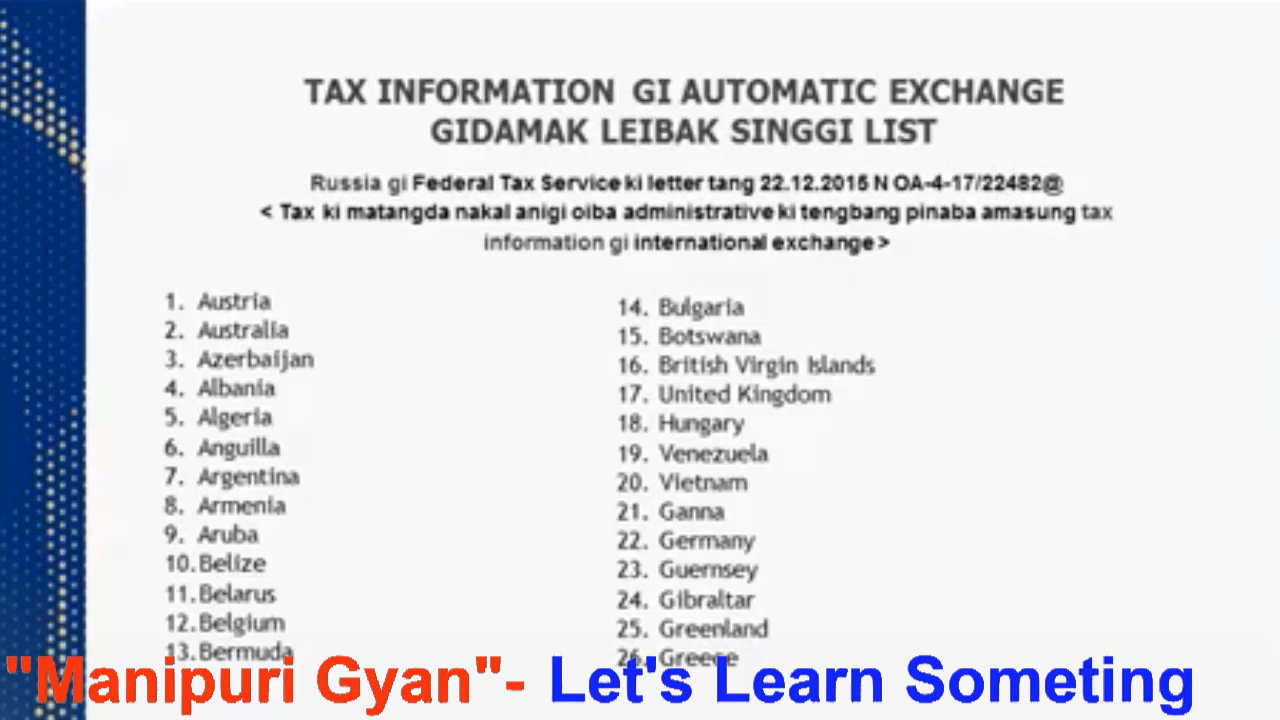 TAX INFORMATION GI AUTOMATIC EXCHANGE
GIDAMAK LEIBAK SINGGI LIST
Russia gi Federal Tax Service ki letter tang 22.12.2015 N OA-4-17/22482@
< Tax ki matangda nakal anigi oiba administrative ki tengbang pinaba amasung tax
information gi international exchange>
1. Austria
2. Australia
3. Azerbaijan
4. Albania
5. Algeria
6. Anguilla
7. Argentina
8. Armenia
9. Aruba
10. Belize
11. Belarus
12. Belgium
13. Bermuda
14. Bulgaria
15. Botswana
16. British Virgin Islands
17. United Kingdom
18. Hungary
19. Venezuela
20. Vietnam
21. Ganna
22. Germany
23. Guernsey
24. Gibraltar
25. Greenland
26. Greece
"Manipuri Gyan"- Let's Learn Someting